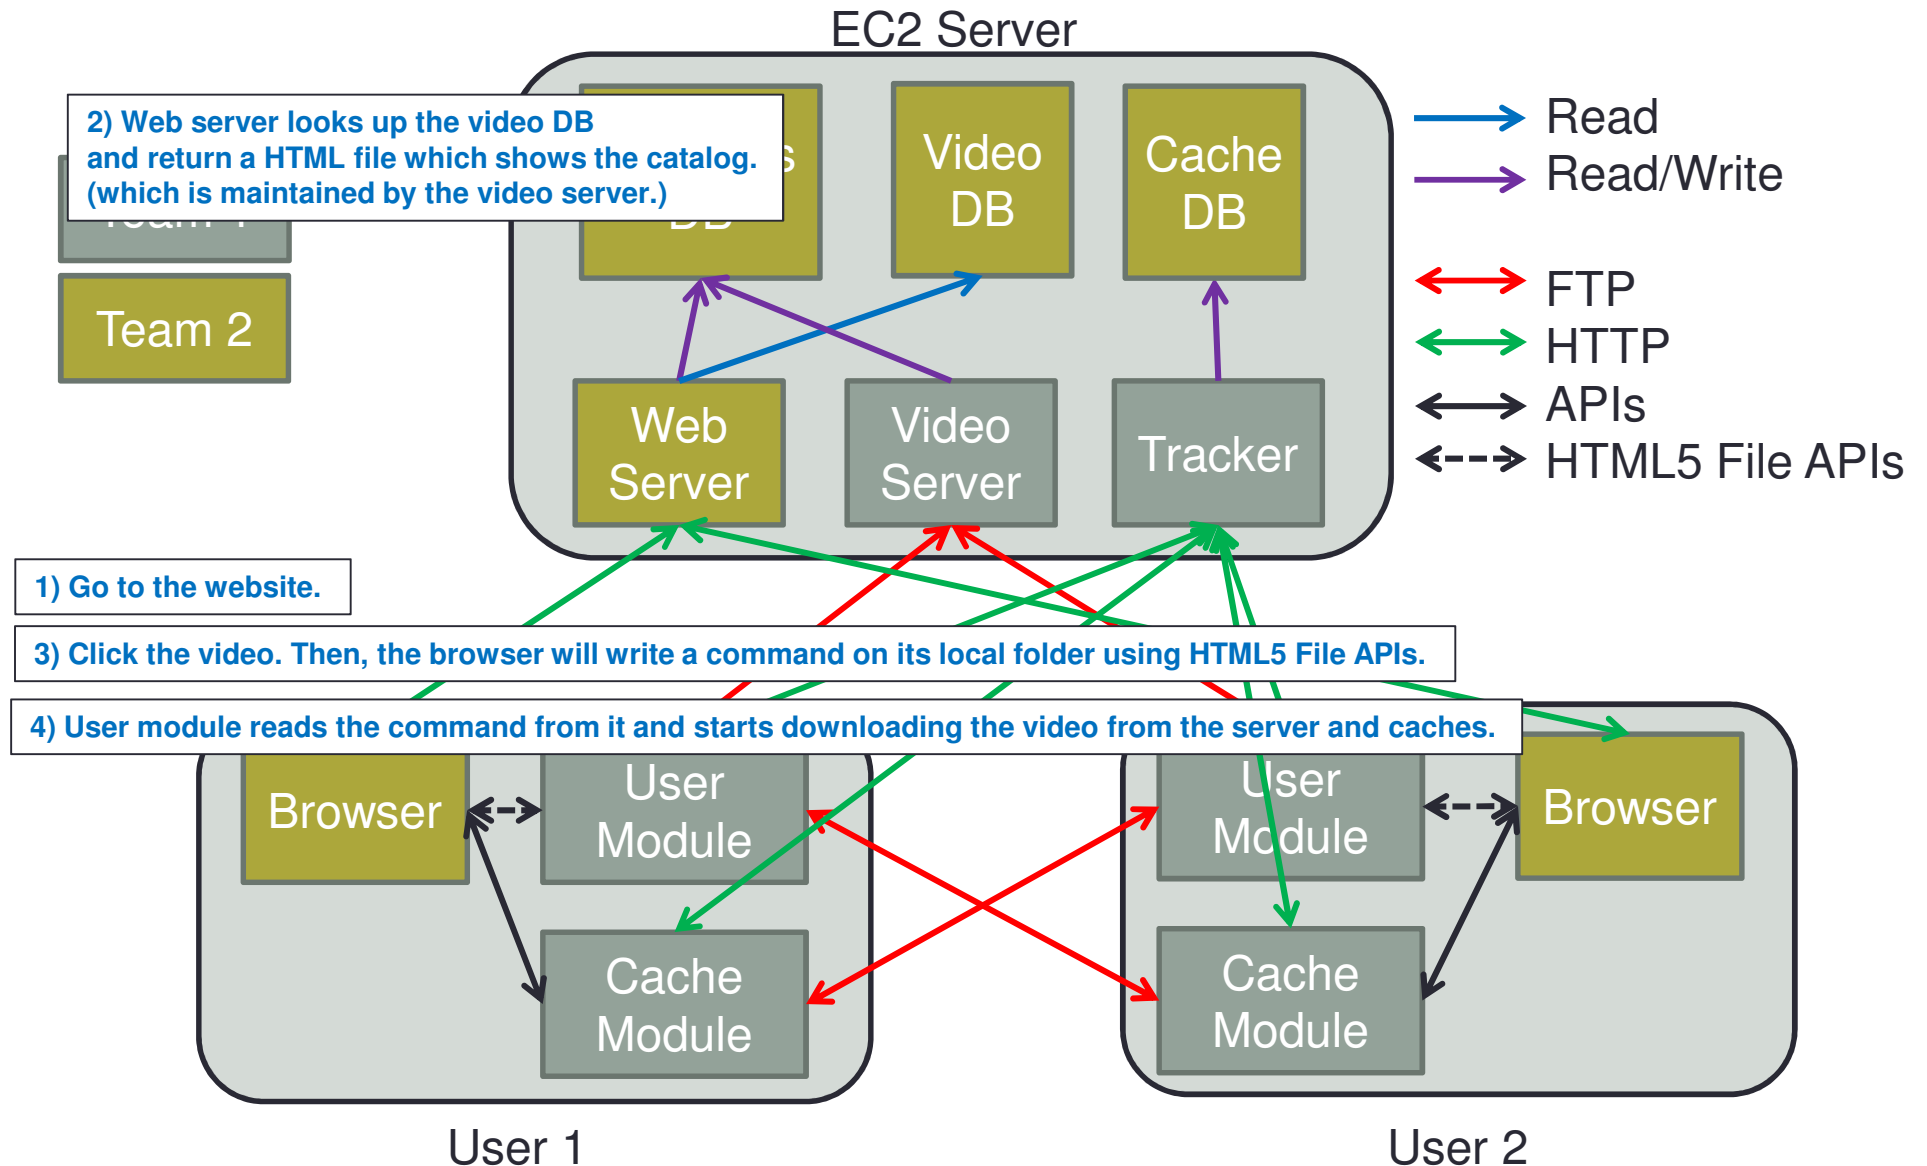 EC2 Server
2) Web server looks up the video DB
and return a HTML file which shows the catalog.
(which is maintained by the video server.)
DB
Video
DB
Cache
DB
Read
Read/Write
FTP
HTTP
APIs
HTML5 File APIs
Team 1
Team 2
Web
Server
Video
Server
Tracker
1) Go to the website.
3) Click the video. Then, the browser will write a command on its local folder using HTML5 File APIs.
4) User module reads the command from it and starts downloading the video from the server and caches.
Browser
User
Module
Cache
Module
User
Module
Browser
Cache
Module
User 1
User 2